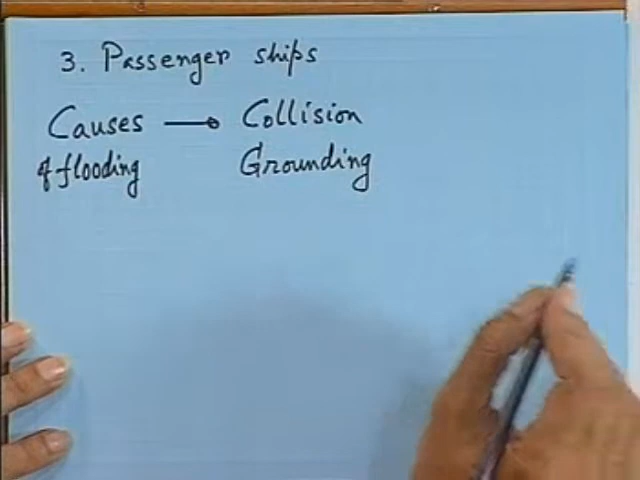 3. Passenger ships
Causes → Collision
of flooding Grounding